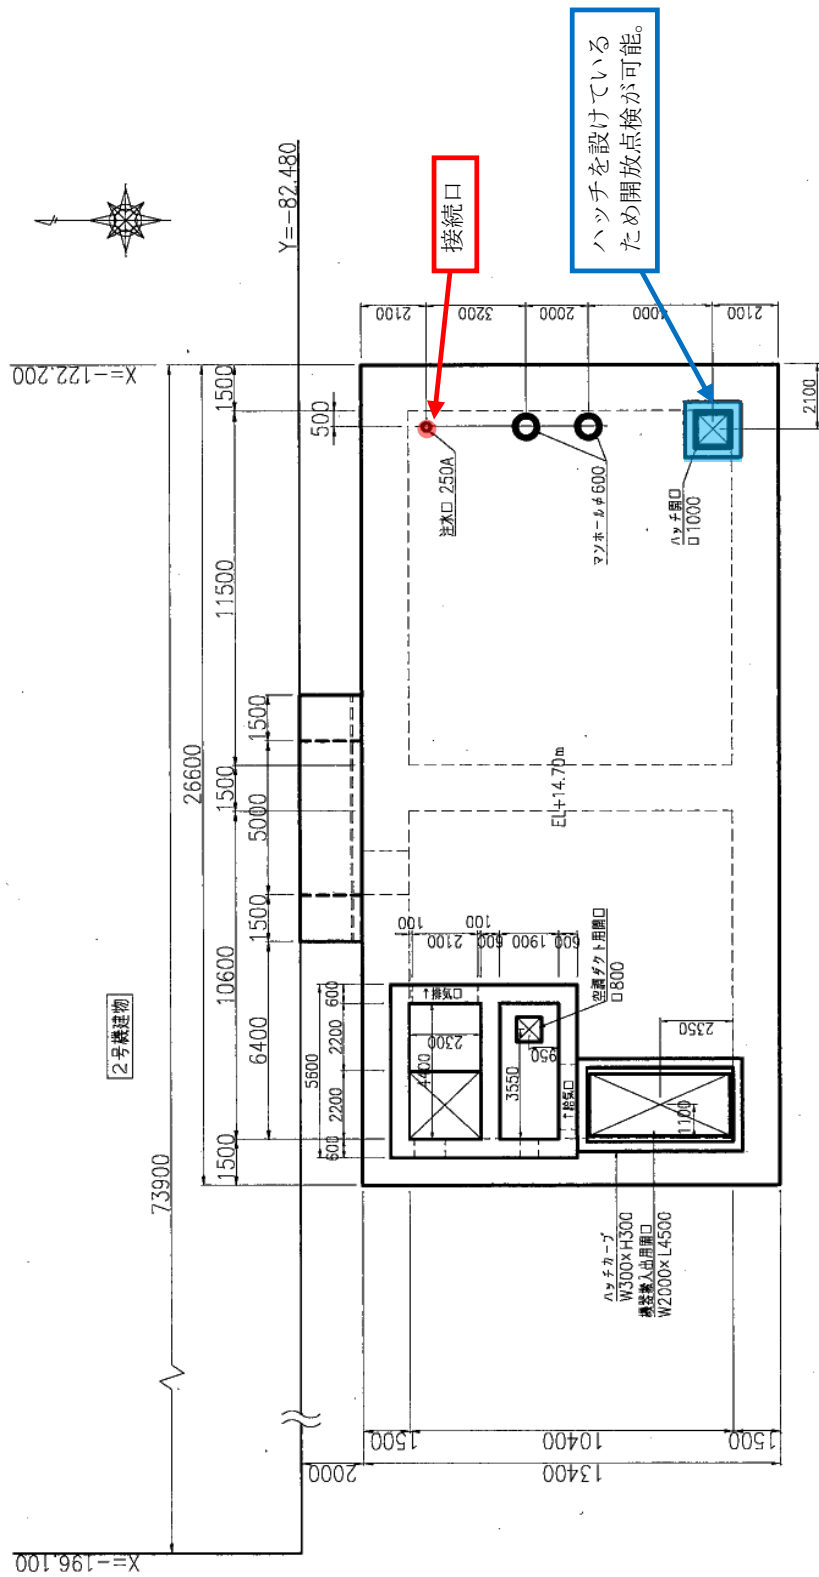 ハッチを設けている
ため開放点検が可能。
接続口
Y=-82.480
X=-122.200
2100
3200
2000
4000
2100
2100
1500
500
11500
1500
10600
1500
26600
73900
1500
5000
1500
6400
注水口 250A
マンホールφ600
ハッチ開口
□1000
EL+14.70m
2号機建物
5600
600
2200
2200
600
100
2100
100
600
1900
600
2300
4400
3550
950
↑排気口
↑給気口
空調ダクト用開口
□800
2350
1100
ハッチカーブ
W300×H300
機器搬入出用開口
W2000×L4500
1500
10400
1500
2000
13400
X=-196.100